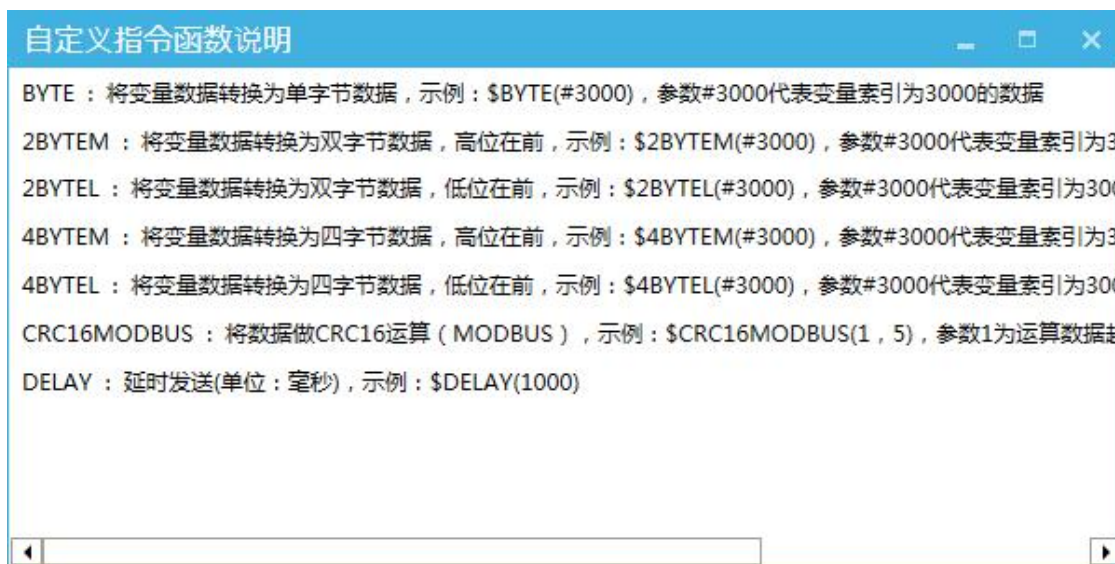 自定义指令函数说明
BYTE : 将变量数据转换为单字节数据 , 示例 : $BYTE(#3000) , 参数#3000代表变量索引为3000的数据
2BYTEM : 将变量数据转换为双字节数据 , 高位在前 , 示例 : $2BYTEM(#3000) , 参数#3000代表变量索引为3
2BYTEL : 将变量数据转换为双字节数据 , 低位在前 , 示例 : $2BYTEL(#3000) , 参数#3000代表变量索引为300
4BYTEM : 将变量数据转换为四字节数据 , 高位在前 , 示例 : $4BYTEM(#3000) , 参数#3000代表变量索引为3
4BYTEL : 将变量数据转换为四字节数据 , 低位在前 , 示例 : $4BYTEL(#3000) , 参数#3000代表变量索引为300
CRC16MODBUS : 将数据做CRC16运算 ( MODBUS ) , 示例 : $CRC16MODBUS(1 , 5) , 参数1为运算数据
DELAY : 延时发送(单位 : 毫秒) , 示例 : $DELAY(1000)